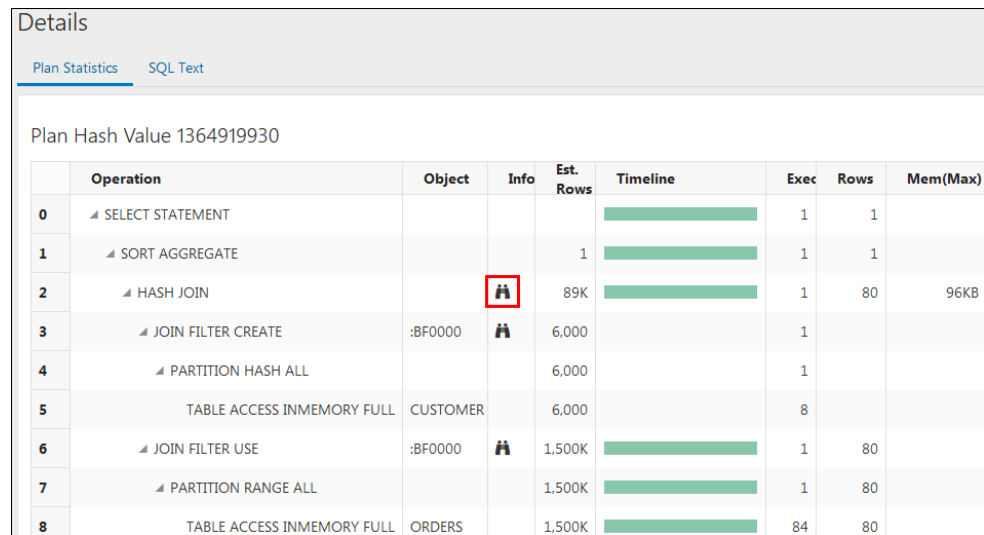 Details
Plan Statistics SQL Text
Plan Hash Value 1364919930
Operation Object Info Est. Rows Timeline Exec Rows Mem(Max)
0 SELECT STATEMENT 1 1
1 SORT AGGREGATE 1 1 1
2 HASH JOIN 89K 1 80 96KB
3 JOIN FILTER CREATE :BF0000 6,000 1
4 PARTITION HASH ALL 6,000 1
5 TABLE ACCESS INMEMORY FULL CUSTOMER 6,000 8
6 JOIN FILTER USE :BF0000 1,500K 1 80
7 PARTITION RANGE ALL 1,500K 1 80
8 TABLE ACCESS INMEMORY FULL ORDERS 1,500K 84 80